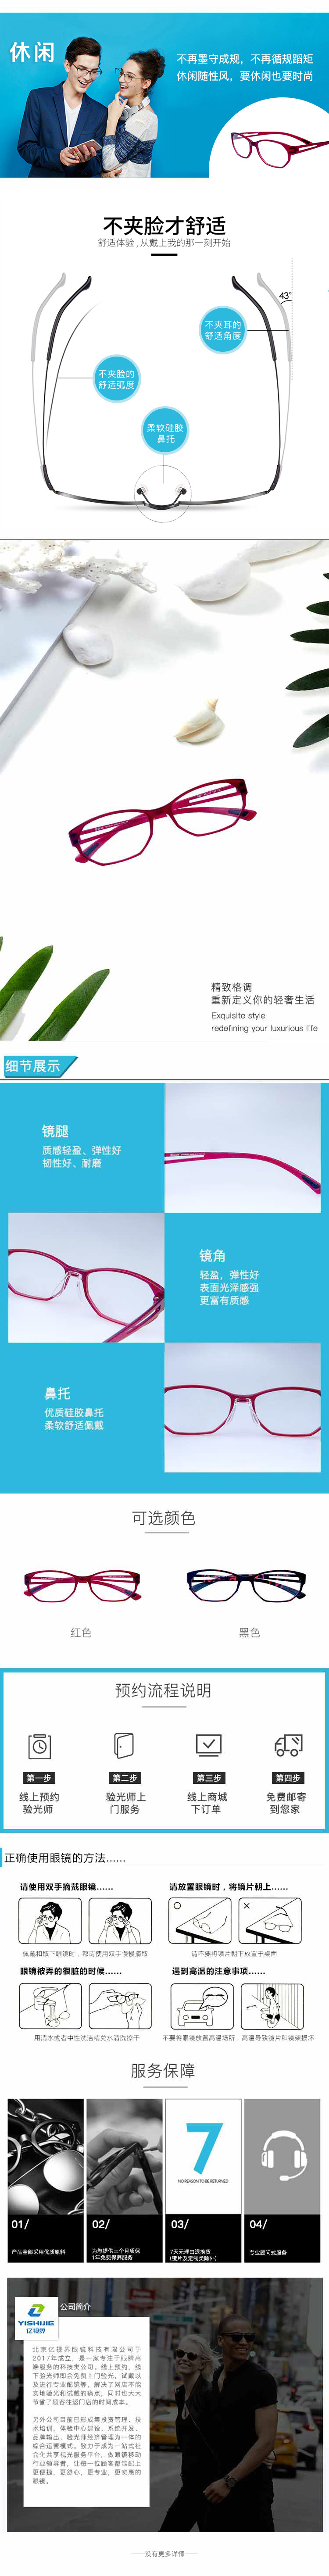 休闲
不再墨守成规，不再循规蹈矩
休闲随性风，要休闲也要时尚
不夹脸才舒适
舒适体验，从戴上我的那一刻开始
43°
不夹耳的
舒适角度
不夹脸的
舒适弧度
柔软硅胶
鼻托
精致格调
重新定义你的轻奢生活
Exquisite style
redefining your luxurious life
细节展示
镜腿
质感轻盈、弹性好
韧性好、耐磨
镜角
轻盈，弹性好
表面光泽感强
更富有质感
鼻托
优质硅胶鼻托
柔软舒适佩戴
可选颜色
红色
黑色
预约流程说明
第一步
线上预约
验光师
第二步
验光师上
门服务
第三步
线上商城
下订单
第四步
免费邮寄
到您家
正确使用眼镜的方法......
请使用双手摘戴眼镜......
请放置眼镜时，将镜片朝上......
佩戴和取下眼镜时，都请使用双手慢慢摘取
请不要将镜片朝下放置于桌面
眼镜被弄的很脏的时候......
遇到高温的注意事项......
用清水或者中性洗洁精兑水清洗擦干
不要将眼镜放置高温场所，高温导致镜片和镜架损坏
服务保障
01/
产品全部采用优质原料
02/
为您提供三个月质保
1年免费保养服务
7
NO REASON TO BE RETURNED
03/
7天无理由退换货
(镜片及定制类除外)
04/
专业顾问式服务
YISHIJIE
亿视界
公司简介
北京亿视界眼镜科技有限公司于
2017年成立，是一家专注于眼镜高
端服务的科技类公司。线上预约，线
下验光师即会免费上门验光，试戴以
及进行专业配镜等，解决了网店不能
实地验光和试戴的痛点，同时也大大
节省了顾客往返门店的时间成本。
另外公司目前已形成集投资管理、技
术培训、体验中心建设、系统开发、
品牌输出、验光师经济管理为一体的
综合运营模式。致力于成为一站式社
会化共享视光服务平台，做眼镜移动
行业领导者，让每一位顾客都能配上
更便捷，更舒心，更专业，更实惠的
眼镜。
——没有更多详情——